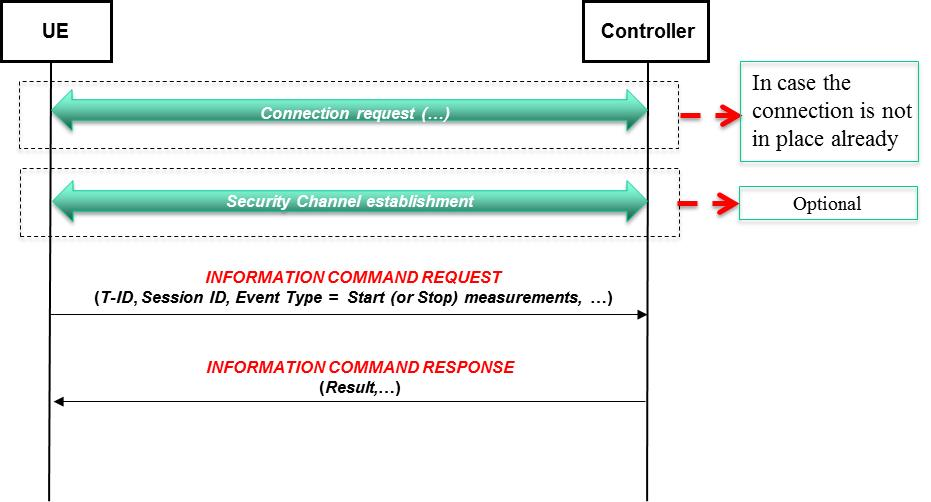 UE
Controller
Connection request (…)
In case the
connection is not
in place already
Security Channel establishment
Optional
INFORMATION COMMAND REQUEST
(T-ID, Session ID, Event Type = Start (or Stop) measurements, …)
INFORMATION COMMAND RESPONSE
(Result,…)